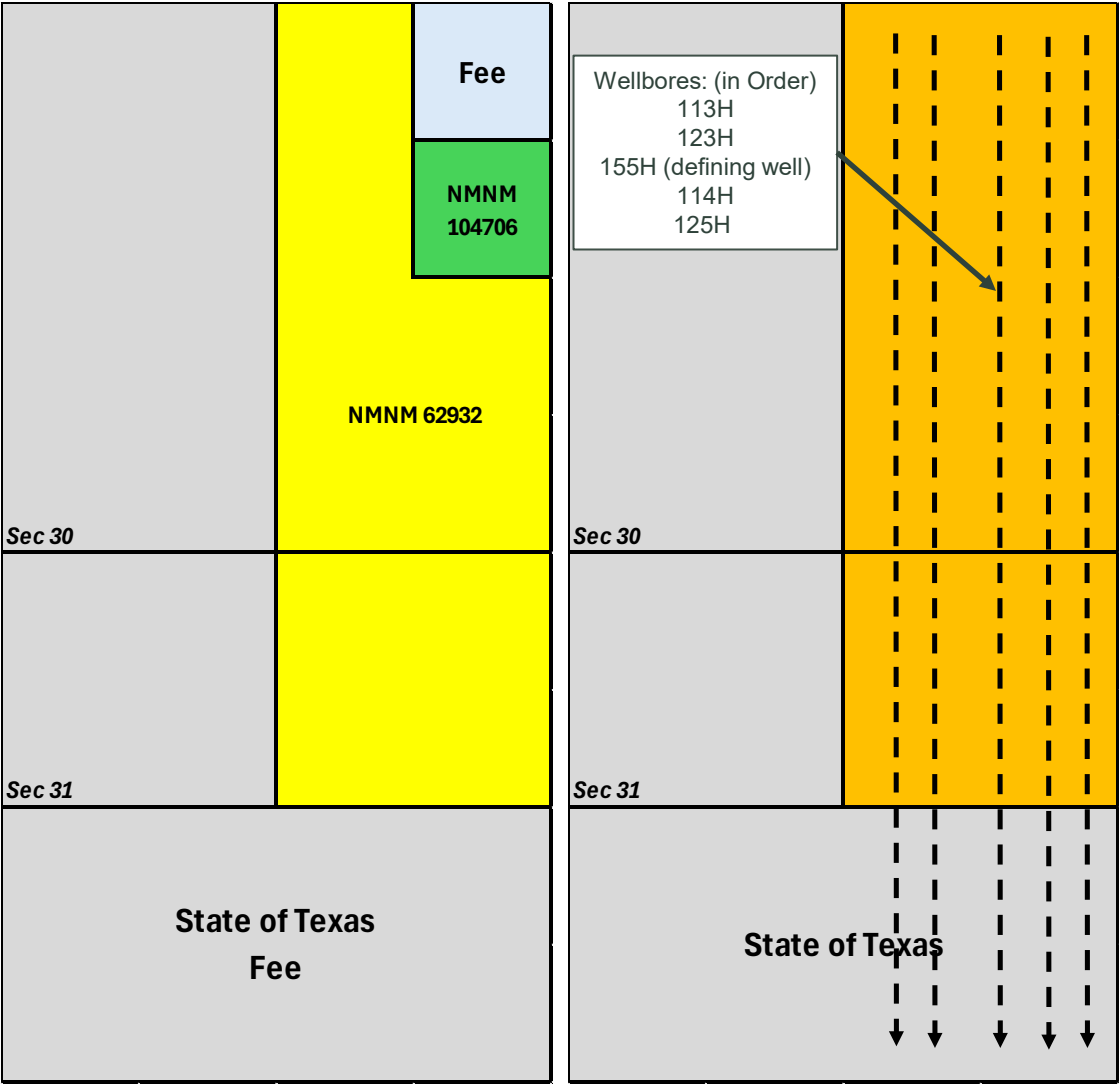 Fee
NMNM
104706
NMNM 62932
Sec 30
Sec 31
State of Texas
Fee
Wellbores: (in Order)
113H
123H
155H (defining well)
114H
125H
Sec 30
Sec 31
State of Texas